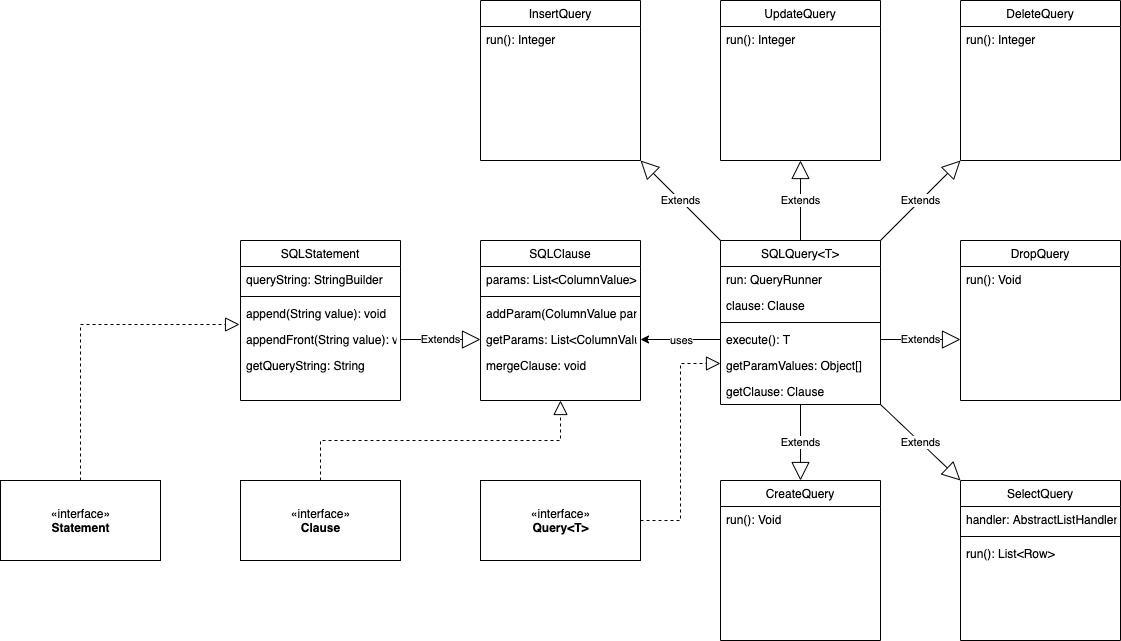 InsertQuery
run(): Integer
UpdateQuery
run(): Integer
DeleteQuery
run(): Integer
Extends
Extends
Extends
SQLStatement
queryString: StringBuilder
append(String value): void
appendFront(String value): v
getQueryString: String
Extends
SQLClause
params: List<ColumnValue>
addParam(ColumnValue par
getParams: List<ColumnValu
mergeClause: void
uses
SQLQuery<T>
run: QueryRunner
clause: Clause
execute(): T
getParamValues: Object[]
getClause: Clause
Extends
DropQuery
run(): Void
Extends
Extends
«interface»
Statement
«interface»
Clause
«interface»
Query<T>
CreateQuery
run(): Void
SelectQuery
handler: AbstractListHandler
run(): List<Row>